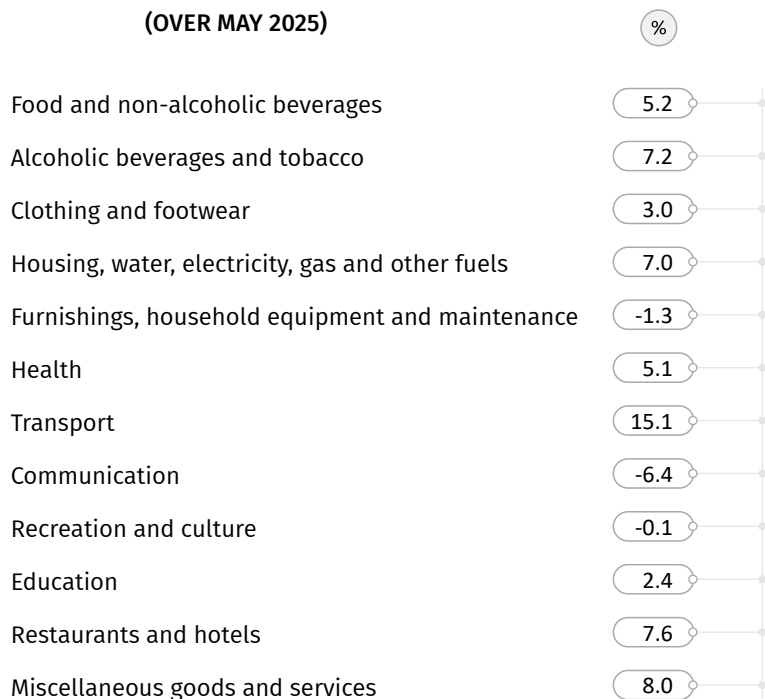 (OVER MAY 2025) %
Food and non-alcoholic beverages 5.2
Alcoholic beverages and tobacco 7.2
Clothing and footwear 3.0
Housing, water, electricity, gas and other fuels 7.0
Furnishings, household equipment and maintenance -1.3
Health 5.1
Transport 15.1
Communication -6.4
Recreation and culture -0.1
Education 2.4
Restaurants and hotels 7.6
Miscellaneous goods and services 8.0